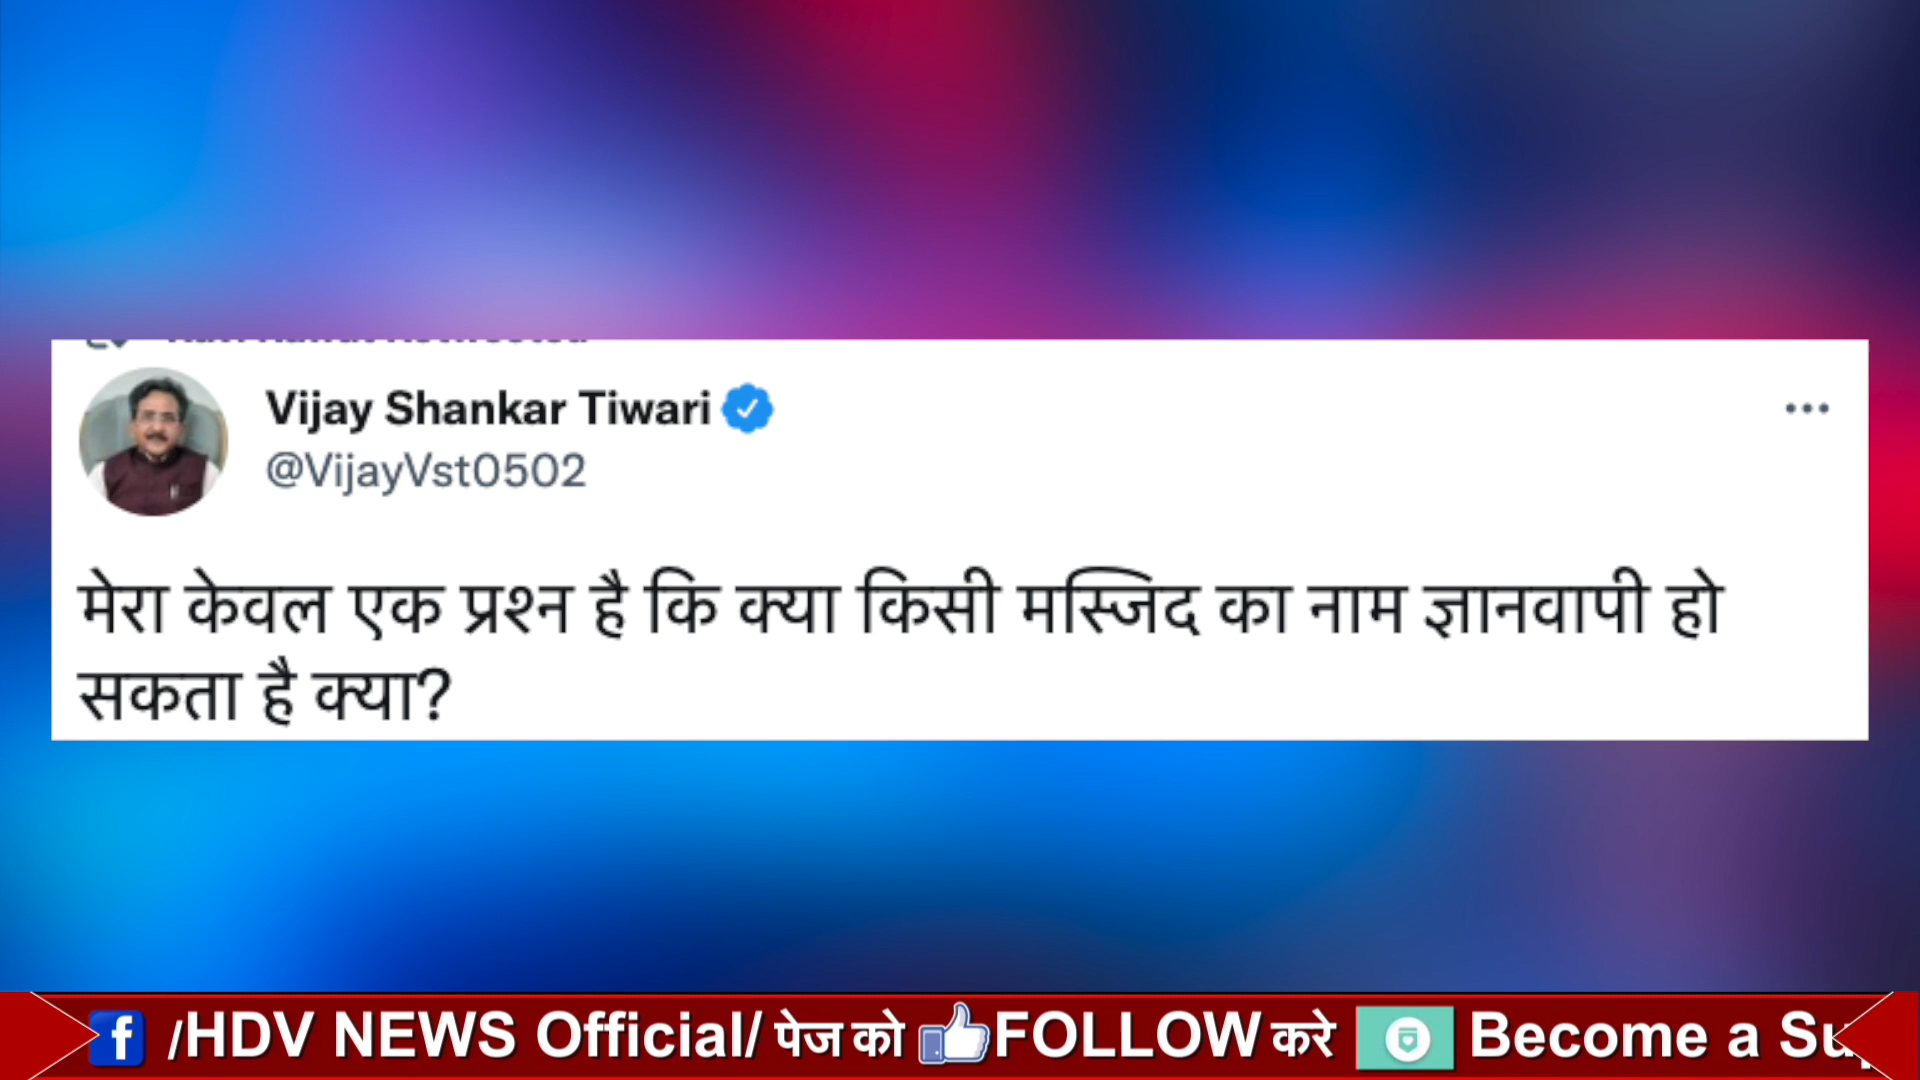 Vijay Shankar Tiwari
@VijayVst0502
मेरा केवल एक प्रश्न है कि क्या किसी मस्जिद का नाम ज्ञानवापी हो
सकता है क्या?
/HDV NEWS Official/ पेज को FOLLOW करे Become a